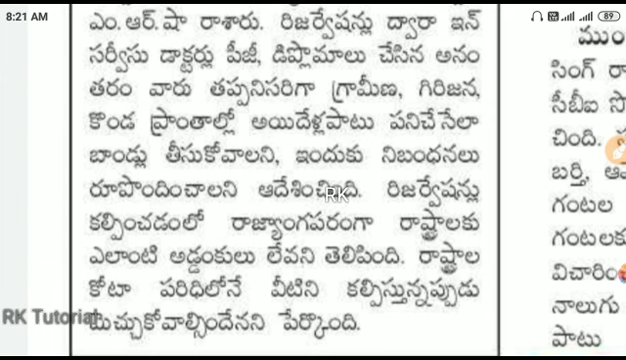 8:21 AM
89
ఎం.ఆర్.షా రాశారు. రిజర్వేషన్లు ద్వారా ఇన్
సర్వీసు డాక్టర్లు పీజీ, డిప్లొమాలు చేసిన అనం
తరం వారు తప్పనిసరిగా గ్రామీణ, గిరిజన,
కొండ ప్రాంతాల్లో అయిదేళ్లపాటు పనిచేసేలా
బాండ్లు తీసుకోవాలని, ఇందుకు నిబంధనలు
రూపొందించాలని ఆదేశించింది. రిజర్వేషన్లు
కల్పించడంలో రాజ్యాంగపరంగా రాష్ట్రాలకు
ఎలాంటి అడ్డంకులు లేవని తెలిపింది. రాష్ట్రాల
కోటా పరిధిలోనే వీటిని కల్పిస్తున్నప్పుడు
మెచ్చుకోవాల్సిందేనని పేర్కొంది.
RK
RK Tutorial
ముం
సింగ్ రా
సీబీఐ సో
చింది.
బర్తి, ఆ
గంటల
గంటలకు
విచారిం
నాలుగు
పాటు